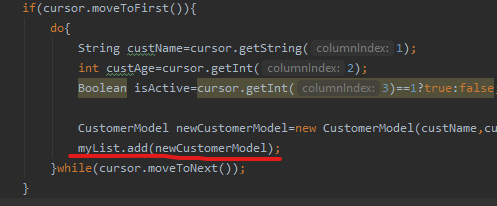 if(cursor.moveToFirst()){
do{
String custName=cursor.getString( columnIndex: 1);
int custAge=cursor.getInt( columnIndex: 2);
Boolean isActive=cursor.getInt( columnIndex: 3)==1?true:false
CustomerModel newCustomerModel=new CustomerModel(custName,cu
myList.add(newCustomerModel);
}while(cursor.moveToNext());
}